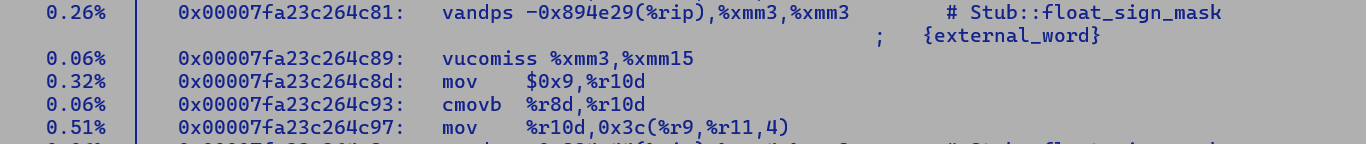 0.26% 0x00007fa23c264c81: vandps -0x894e29(%rip),%xmm3,%xmm3 # Stub::float_sign_mask
; {external_word}
0.06% 0x00007fa23c264c89: vucomiss %xmm3,%xmm15
0.32% 0x00007fa23c264c8d: mov $0x9,%r10d
0.06% 0x00007fa23c264c93: cmovb %r8d,%r10d
0.51% 0x00007fa23c264c97: mov %r10d,0x3c(%r9,%r11,4)